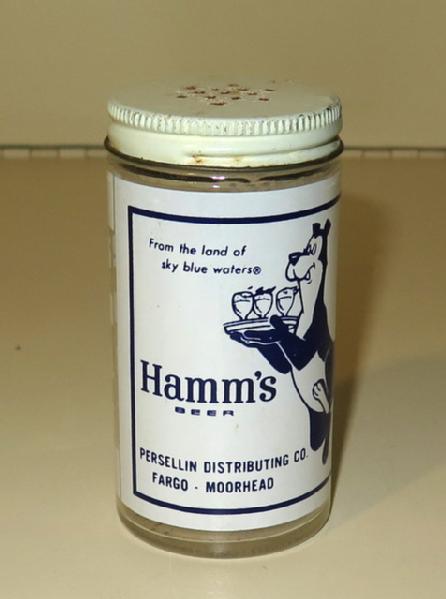 From the land of
sky blue waters®
Hamm's
BEER
PERSELLIN DISTRIBUTING CO.
FARGO - MOORHEAD